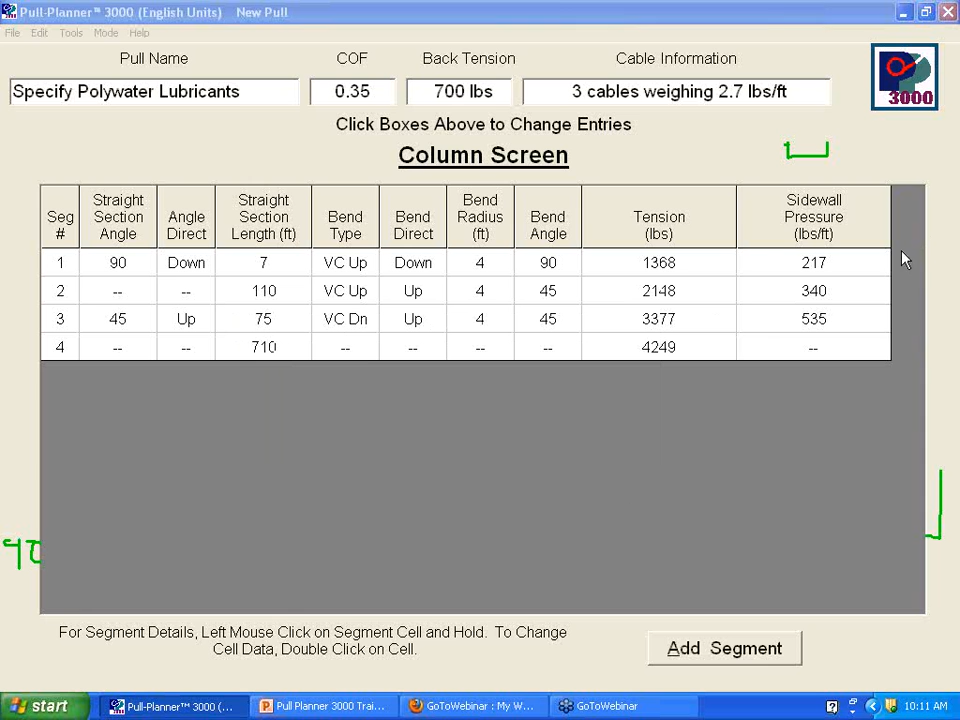 Pull-Planner™ 3000 (English Units) New Pull
File Edit Tools Mode Help
Pull Name COF Back Tension Cable Information
Specify Polywater Lubricants 0.35 700 lbs 3 cables weighing 2.7 lbs/ft
3000
Click Boxes Above to Change Entries
Column Screen
Seg # Straight Section Angle Angle Direct Straight Section Length (ft) Bend Type Bend Direct Bend Radius (ft) Bend Angle Tension (lbs) Sidewall Pressure (lbs/ft)
1 90 Down 7 VC Up Down 4 90 1368 217
2 -- -- 110 VC Up Up 4 45 2148 340
3 45 Up 75 VC Dn Up 4 45 3377 535
4 -- -- 710 -- -- -- -- 4249 --
For Segment Details, Left Mouse Click on Segment Cell and Hold. To Change
Cell Data, Double Click on Cell.
Add Segment
start Pull-Planner™ 3000 (... Pull Planner 3000 Trai... GoToWebinar : My W... GoToWebinar 10:11 AM